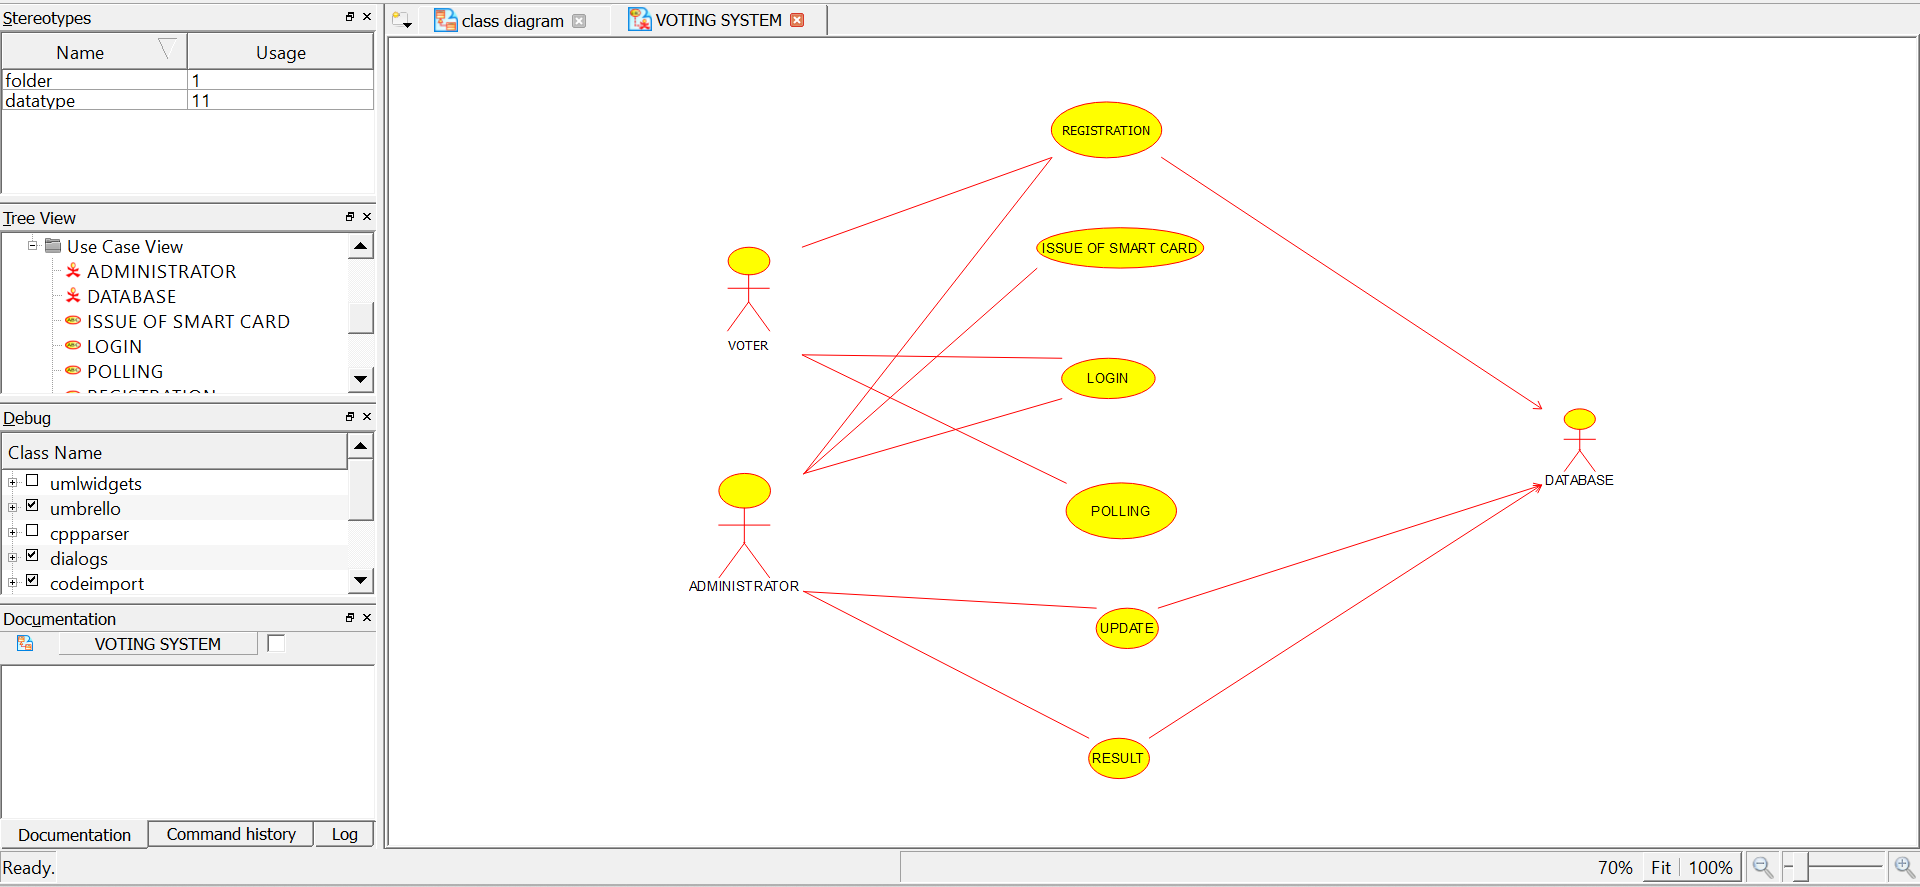 Stereotypes
Name Usage
folder 1
datatype 11
Tree View
Use Case View
ADMINISTRATOR
DATABASE
ISSUE OF SMART CARD
LOGIN
POLLING
REGISTRATION
Debug
Class Name
umlwidgets
umbrello
cppparser
dialogs
codeimport
Documentation
VOTING SYSTEM
Documentation Command history Log
Ready.
class diagram VOTING SYSTEM
REGISTRATION
ISSUE OF SMART CARD
VOTER
LOGIN
DATABASE
POLLING
ADMINISTRATOR
UPDATE
RESULT
70% Fit 100%